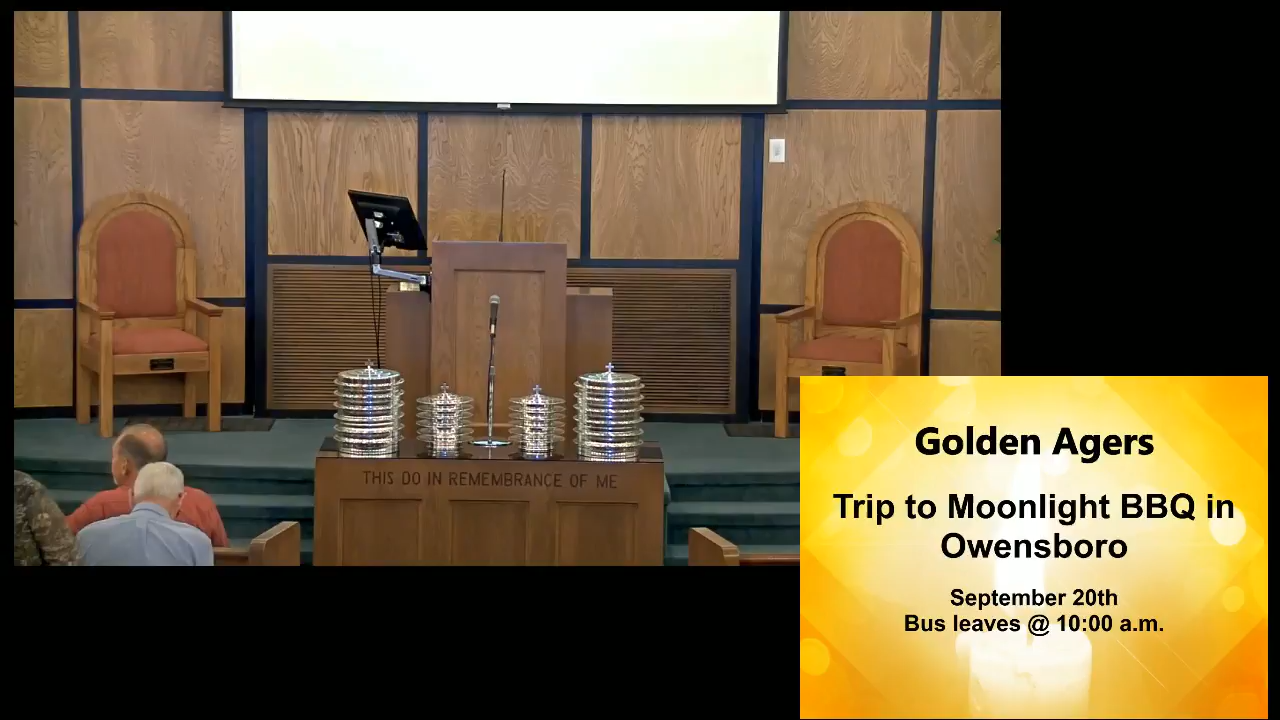 THIS DO IN REMEMBRANCE OF ME
Golden Agers
Trip to Moonlight BBQ in
Owensboro
September 20th
Bus leaves @ 10:00 a.m.